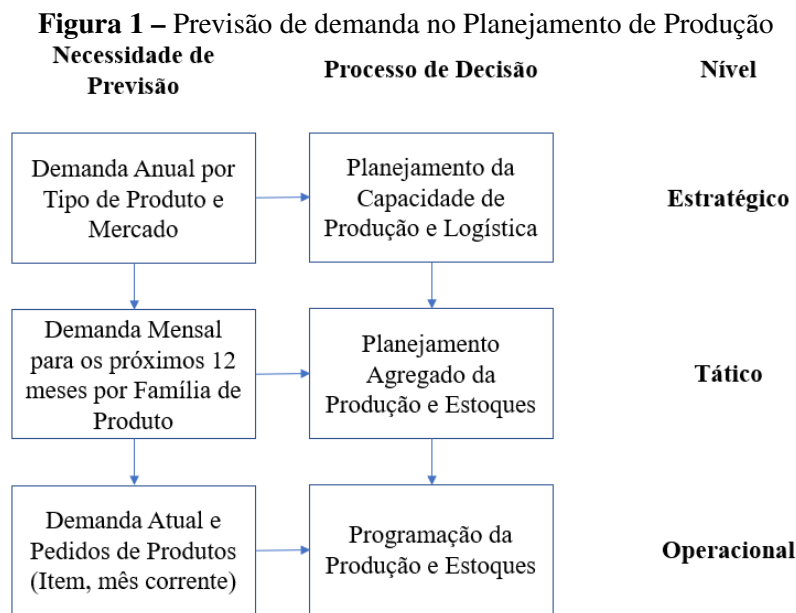 Figura 1 – Previsão de demanda no Planejamento de Produção
Necessidade de
Previsão
Processo de Decisão
Nível
Demanda Anual por
Tipo de Produto e
Mercado
Planejamento da
Capacidade de
Produção e Logística
Estratégico
Demanda Mensal
para os próximos 12
meses por Família de
Produto
Planejamento
Agregado da
Produção e Estoques
Tático
Demanda Atual e
Pedidos de Produtos
(Item, mês corrente)
Programação da
Produção e Estoques
Operacional